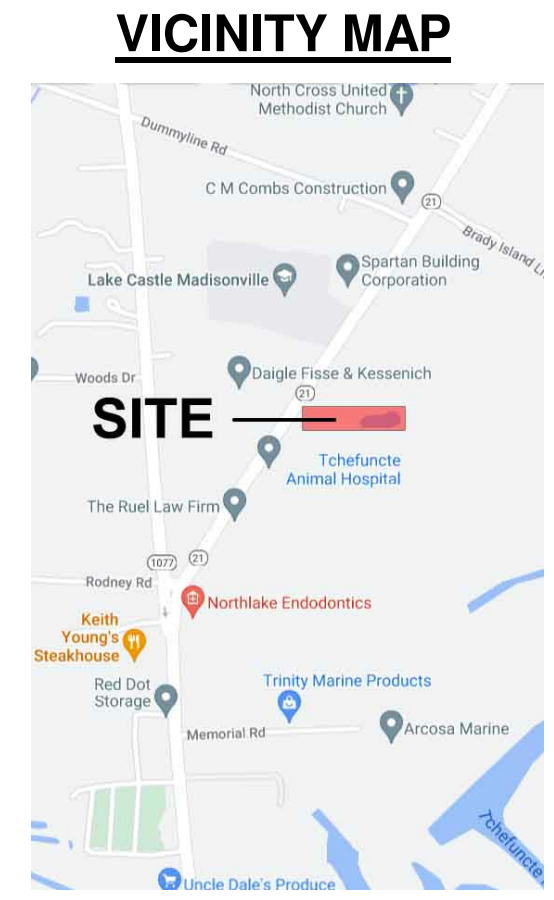 VICINITY MAP
North Cross United
Methodist Church
Dummyline Rd
C M Combs Construction
21
Brady Island Ln
Spartan Building
Corporation
Lake Castle Madisonville
Woods Dr
Daigle Fisse & Kessenich
21
SITE
Tchefuncte
Animal Hospital
The Ruel Law Firm
1077
21
Rodney Rd
Northlake Endodontics
Keith
Young's
Steakhouse
Red Dot
Storage
Trinity Marine Products
Memorial Rd
Arcosa Marine
Tchefuncte
Uncle Dale's Produce